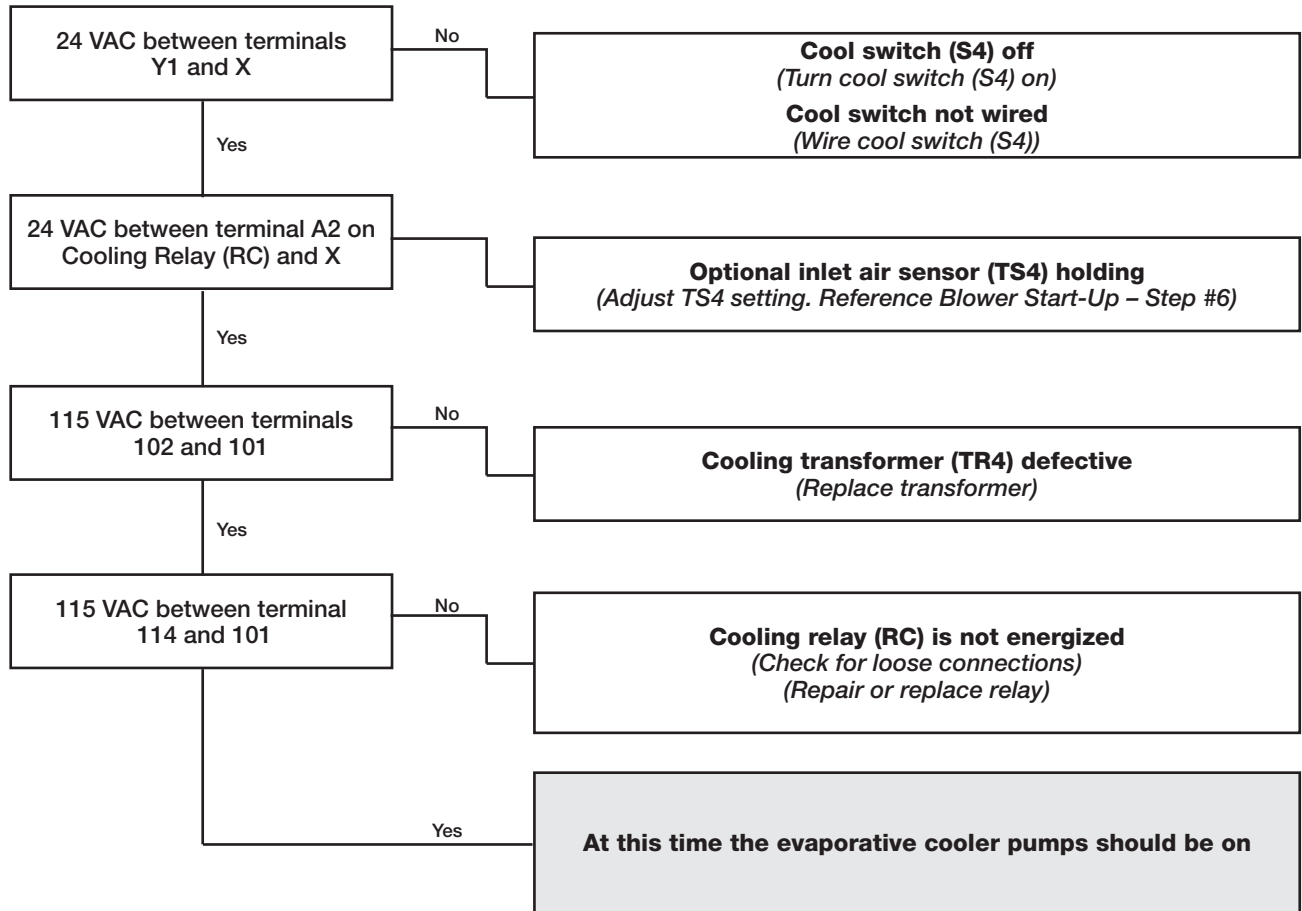 24 VAC between terminals
Y1 and X
No
Cool switch (S4) off
(Turn cool switch (S4) on)
Cool switch not wired
(Wire cool switch (S4))
Yes
24 VAC between terminal A2 on
Cooling Relay (RC) and X
Optional inlet air sensor (TS4) holding
(Adjust TS4 setting. Reference Blower Start-Up – Step #6)
Yes
115 VAC between terminals
102 and 101
No
Cooling transformer (TR4) defective
(Replace transformer)
Yes
115 VAC between terminal
114 and 101
No
Cooling relay (RC) is not energized
(Check for loose connections)
(Repair or replace relay)
Yes
At this time the evaporative cooler pumps should be on